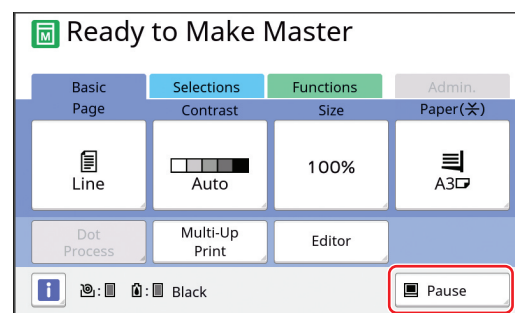 Ready to Make Master
Basic Selections Functions Admin.
Page Contrast Size Paper(⚹)
Line Auto 100% A3
Dot Process Multi-Up Print Editor
Black Pause